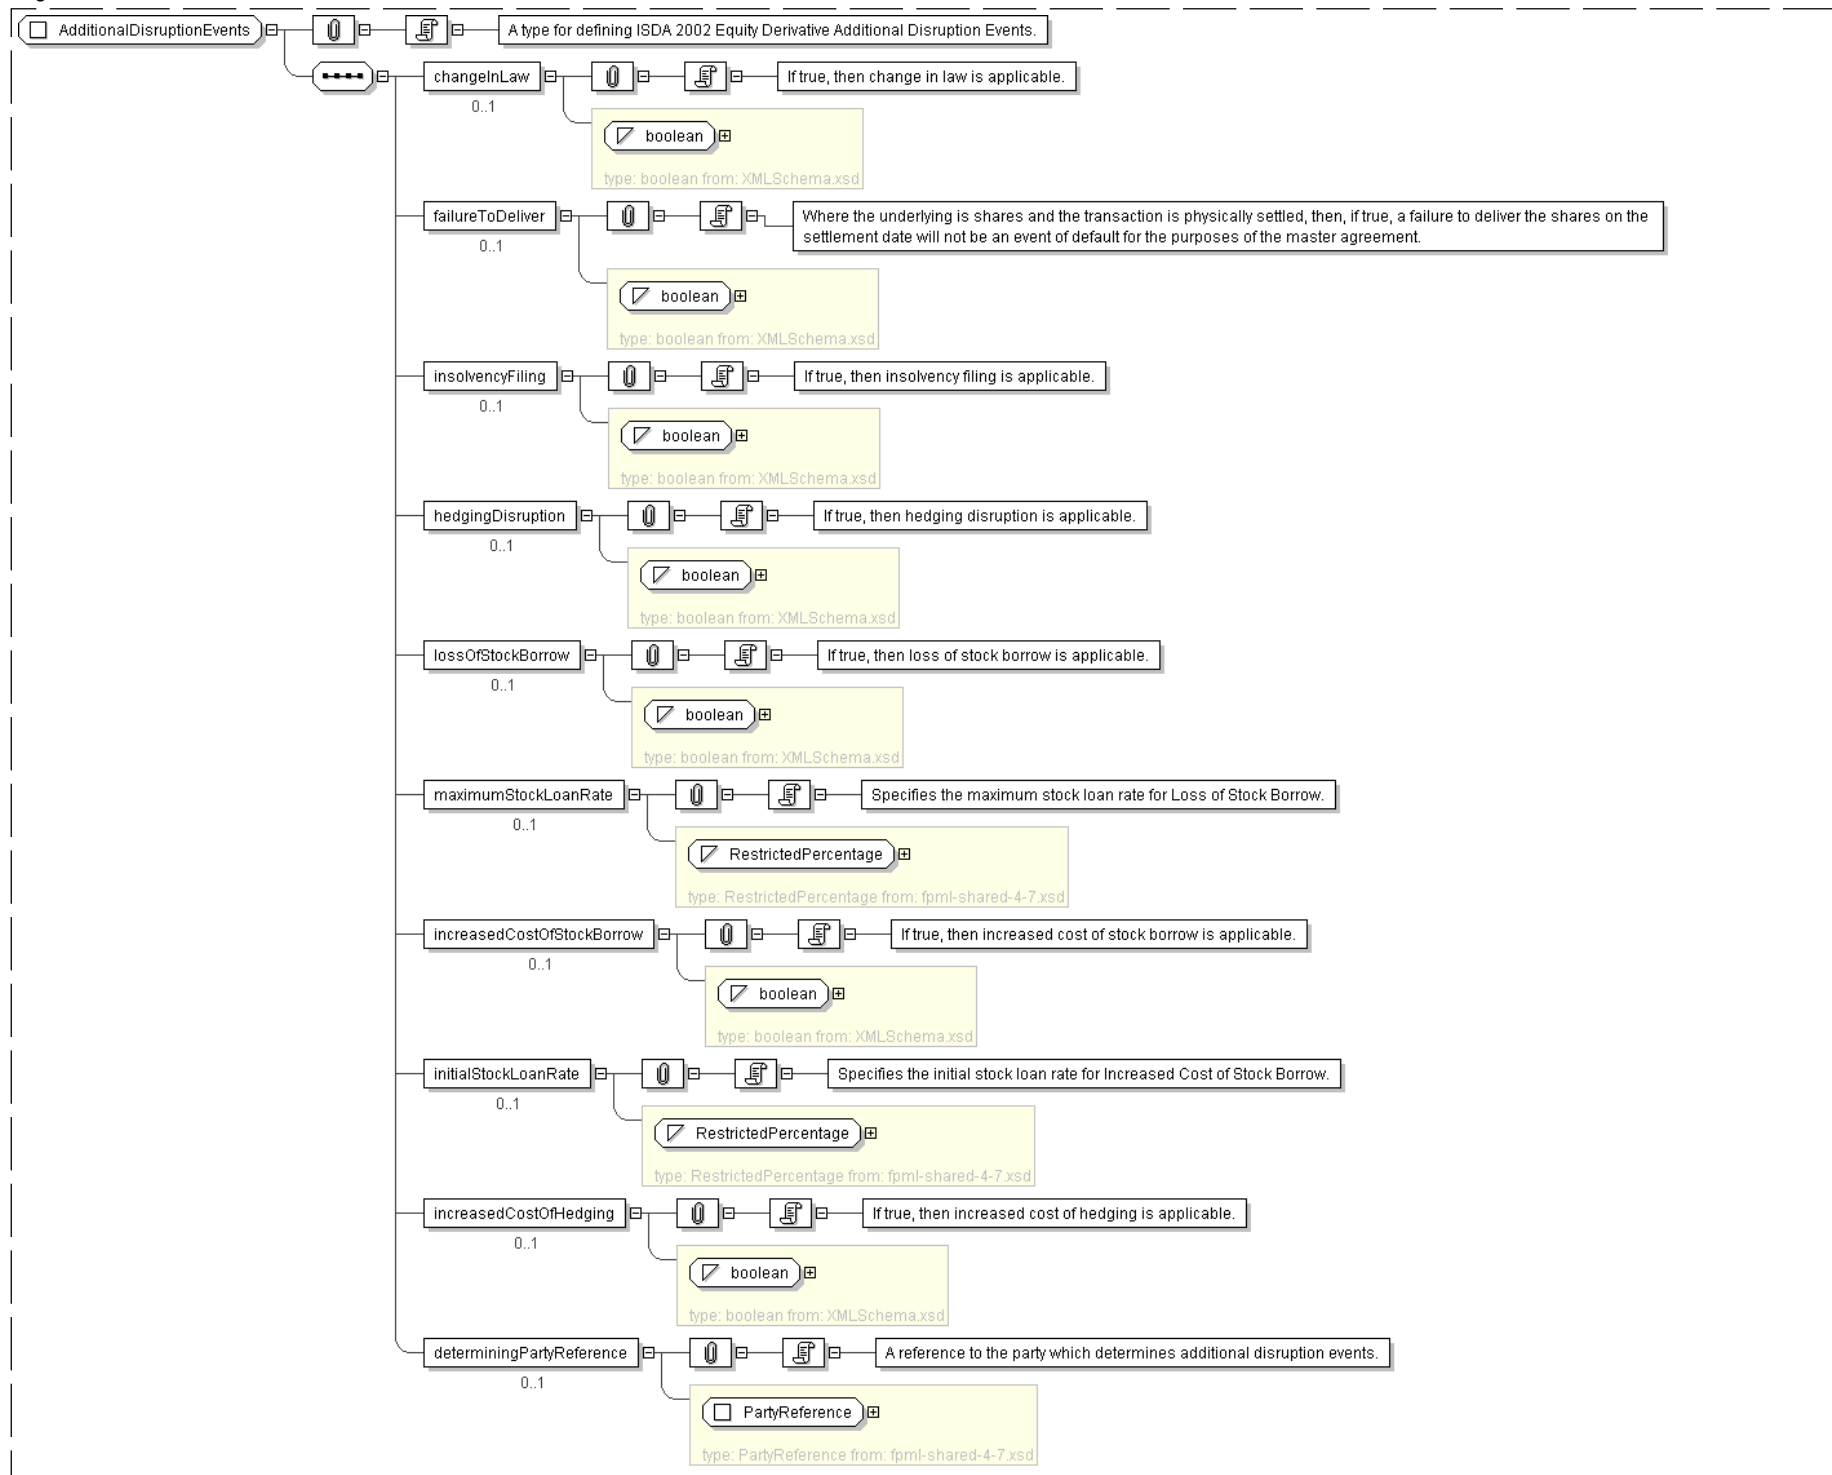 AdditionalDisruptionEvents
A type for defining ISDA 2002 Equity Derivative Additional Disruption Events.
changeInLaw
If true, then change in law is applicable.
0..1
boolean
type: boolean from: XMLSchema.xsd
failureToDeliver
Where the underlying is shares and the transaction is physically settled, then, if true, a failure to deliver the shares on the
settlement date will not be an event of default for the purposes of the master agreement.
0..1
boolean
type: boolean from: XMLSchema.xsd
insolvencyFiling
If true, then insolvency filing is applicable.
0..1
boolean
type: boolean from: XMLSchema.xsd
hedgingDisruption
If true, then hedging disruption is applicable.
0..1
boolean
type: boolean from: XMLSchema.xsd
lossOfStockBorrow
If true, then loss of stock borrow is applicable.
0..1
boolean
type: boolean from: XMLSchema.xsd
maximumStockLoanRate
Specifies the maximum stock loan rate for Loss of Stock Borrow.
0..1
RestrictedPercentage
type: RestrictedPercentage from: fpml-shared-4-7.xsd
increasedCostOfStockBorrow
If true, then increased cost of stock borrow is applicable.
0..1
boolean
type: boolean from: XMLSchema.xsd
initialStockLoanRate
Specifies the initial stock loan rate for Increased Cost of Stock Borrow.
0..1
RestrictedPercentage
type: RestrictedPercentage from: fpml-shared-4-7.xsd
increasedCostOfHedging
If true, then increased cost of hedging is applicable.
0..1
boolean
type: boolean from: XMLSchema.xsd
determiningPartyReference
A reference to the party which determines additional disruption events.
0..1
PartyReference
type: PartyReference from: fpml-shared-4-7.xsd